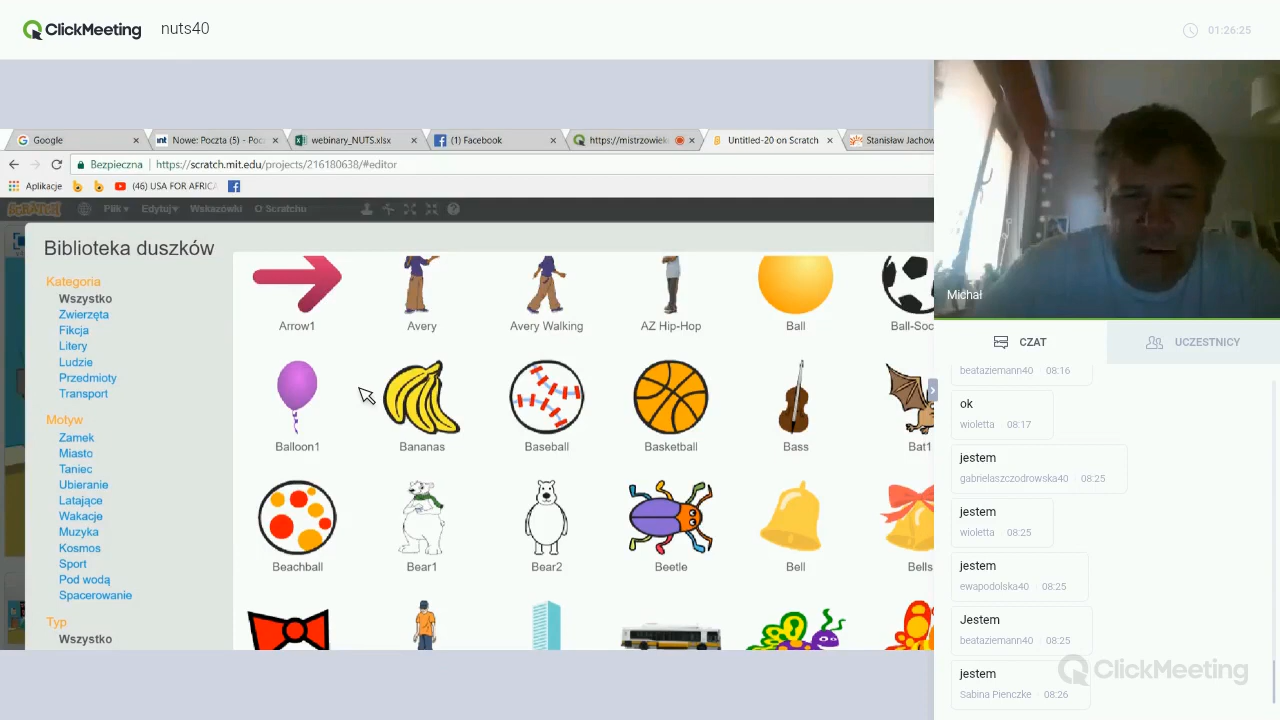 ClickMeeting
nuts40
01:26:25
Google
Nowe: Poczta (5) - Poc
webinary_NUTS.xlsx
(1) Facebook
https://mistrzowiek
Untitled-20 on Scratch
Stanisław Jachow
Bezpieczna
https://scratch.mit.edu/projects/216180638/#editor
Aplikacje
(46) USA FOR AFRICA
SCRATCH
Plik
Edytuj
Wskazówki
O Scratchu
Biblioteka duszków
Kategoria
Wszystko
Zwierzęta
Fikcja
Litery
Ludzie
Przedmioty
Transport
Motyw
Zamek
Miasto
Taniec
Ubieranie
Latające
Wakacje
Muzyka
Kosmos
Sport
Pod wodą
Spacerowanie
Typ
Wszystko
Arrow1
Avery
Avery Walking
AZ Hip-Hop
Ball
Ball-Soc
Balloon1
Bananas
Baseball
Basketball
Bass
Bat1
Beachball
Bear1
Bear2
Beetle
Bell
Bells
Michał
CZAT
UCZESTNICY
beataziemann40 08:16
ok
wioletta 08:17
jestem
gabrielaszczodrowska40 08:25
jestem
wioletta 08:25
jestem
ewapodolska40 08:25
Jestem
beataziemann40 08:25
jestem
Sabina Pienczke 08:26
ClickMeeting